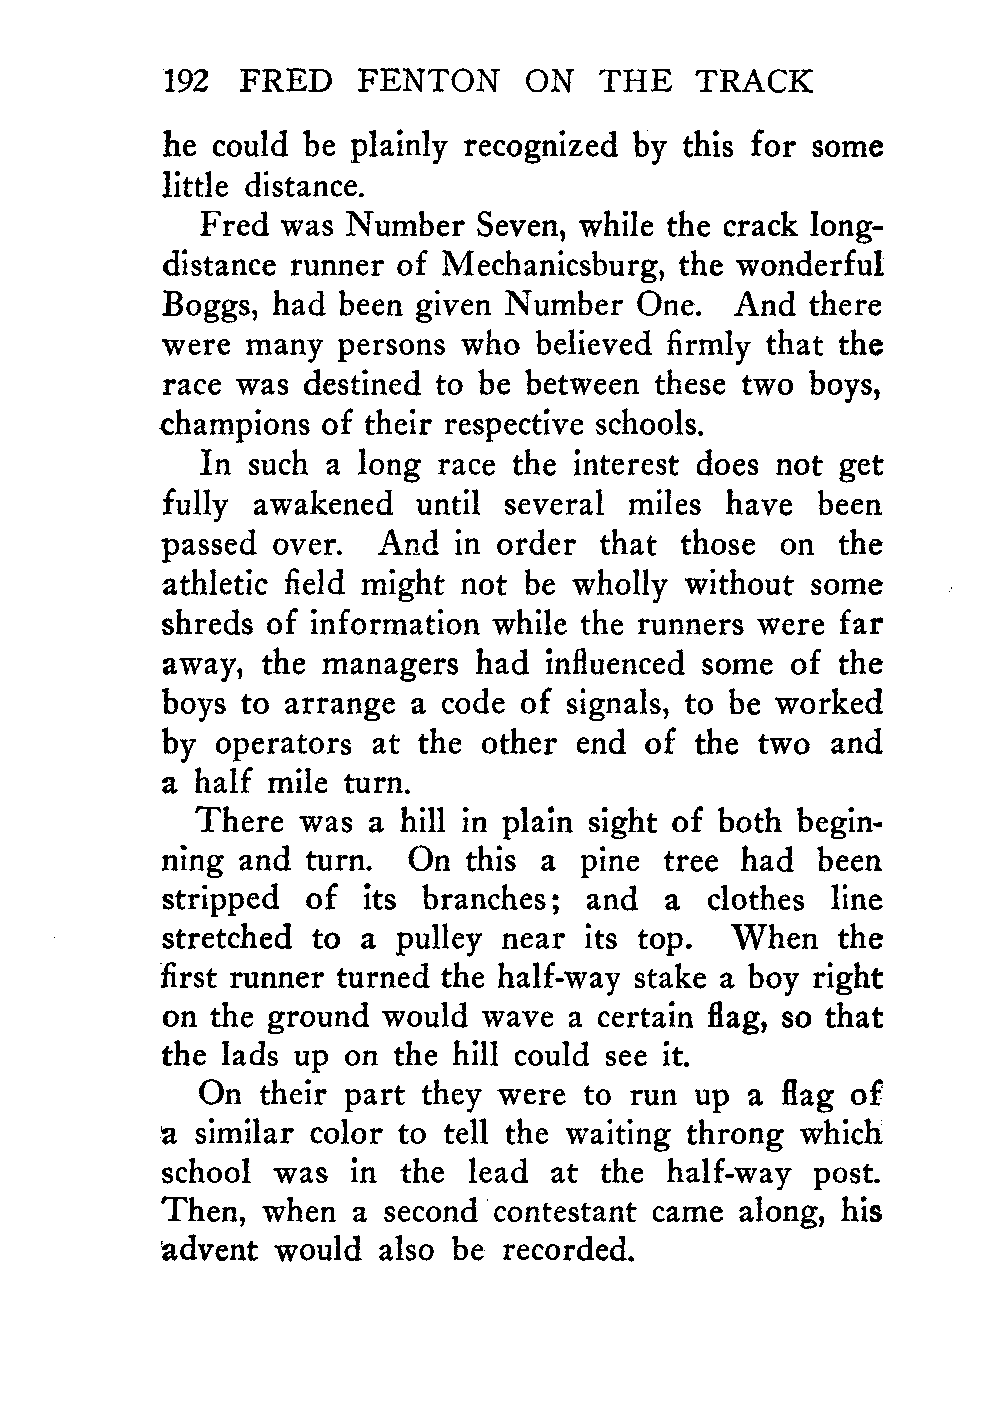 192 FRED FENTON ON THE TRACK
he could be plainly recognized by this for some
little distance.
Fred was Number Seven, while the crack long-
distance runner of Mechanicsburg, the wonderful
Boggs, had been given Number One. And there
were many persons who believed firmly that the
race was destined to be between these two boys,
champions of their respective schools.
In such a long race the interest does not get
fully awakened until several miles have been
passed over. And in order that those on the
athletic field might not be wholly without some
shreds of information while the runners were far
away, the managers had influenced some of the
boys to arrange a code of signals, to be worked
by operators at the other end of the two and
a half mile turn.
There was a hill in plain sight of both begin-
ning and turn. On this a pine tree had been
stripped of its branches; and a clothes line
stretched to a pulley near its top. When the
first runner turned the half-way stake a boy right
on the ground would wave a certain flag, so that
the lads up on the hill could see it.
On their part they were to run up a flag of
a similar color to tell the waiting throng which
school was in the lead at the half-way post.
Then, when a second contestant came along, his
advent would also be recorded.